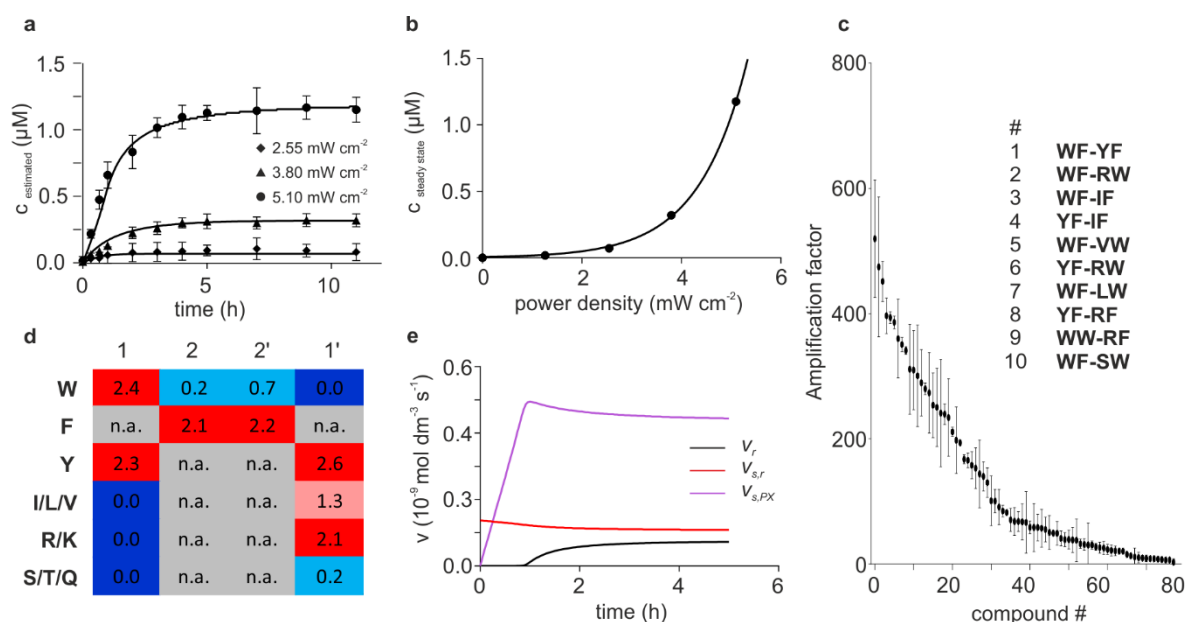 a
1.5
1.0
0.5
0.0
c estimated (µM)
2.55 mW cm-2
3.80 mW cm-2
5.10 mW cm-2
0 5 10
time (h)
b
1.5
1.0
0.5
0.0
c steady state (µM)
0 2 4 6
power density (mW cm-2)
c
800
600
400
200
0
Amplification factor
#
1 WF-YF
2 WF-RW
3 WF-IF
4 YF-IF
5 WF-VW
6 YF-RW
7 WF-LW
8 YF-RF
9 WW-RF
10 WF-SW
0 20 40 60 80
compound #
d
1 2 2' 1'
W 2.4 0.2 0.7 0.0
F n.a. 2.1 2.2 n.a.
Y 2.3 n.a. n.a. 2.6
I/L/V 0.0 n.a. n.a. 1.3
R/K 0.0 n.a. n.a. 2.1
S/T/Q 0.0 n.a. n.a. 0.2
e
0.6
0.4
0.3
0.0
v (10-9 mol dm-3 s-1)
Vr
Vs,r
Vs,PX
0 2 4 6
time (h)